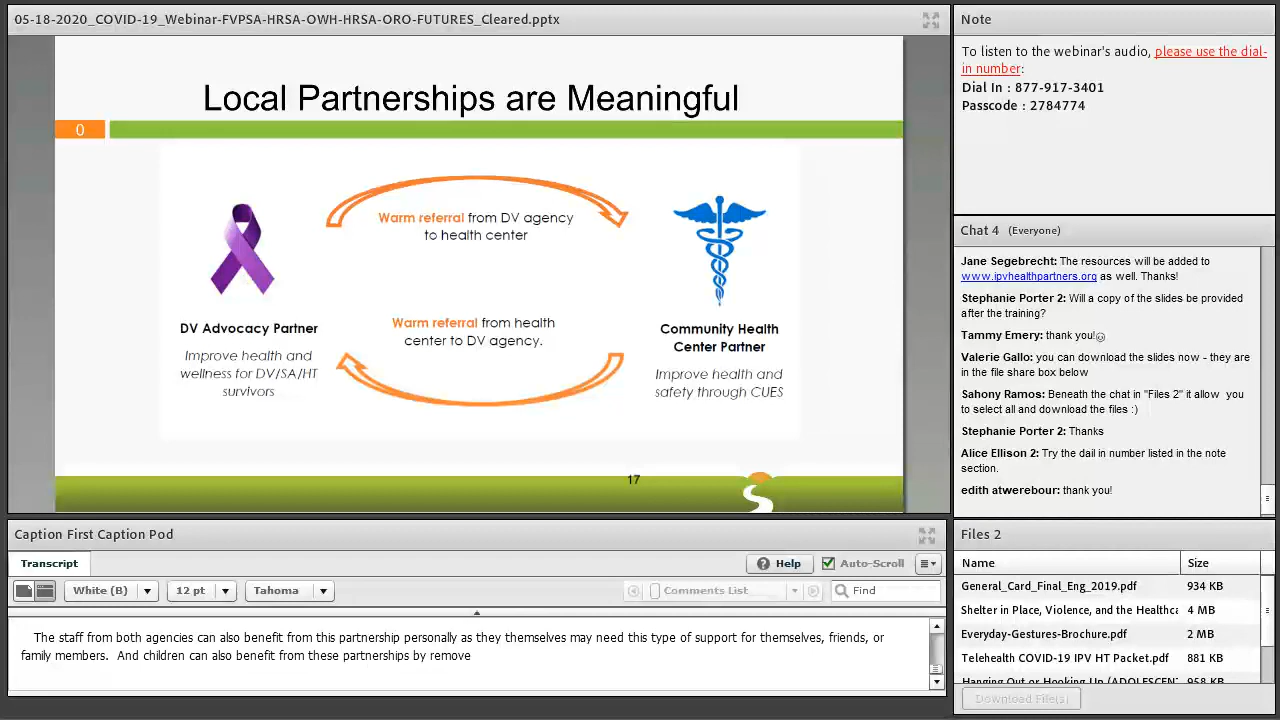 05-18-2020_COVID-19_Webinar-FVPSA-HRSA-OWH-HRSA-ORO-FUTURES_Cleared.pptx
Local Partnerships are Meaningful
0
Warm referral from DV agency
to health center
DV Advocacy Partner
Improve health and
wellness for DV/SA/HT
survivors
Warm referral from health
center to DV agency.
Community Health
Center Partner
Improve health and
safety through CUES
17
Note
To listen to the webinar's audio, please use the dial-
in number:
Dial In : 877-917-3401
Passcode : 2784774
Chat 4 (Everyone)
Jane Segebrecht: The resources will be added to
www.ipvhealthpartners.org as well. Thanks!
Stephanie Porter 2: Will a copy of the slides be provided
after the training?
Tammy Emery: thank you!☺
Valerie Gallo: you can download the slides now - they are
in the file share box below
Sahony Ramos: Beneath the chat in "Files 2" it allow you
to select all and download the files :)
Stephanie Porter 2: Thanks
Alice Ellison 2: Try the dail in number listed in the note
section.
edith atwerebour: thank you!
Caption First Caption Pod
Transcript
Help
Auto-Scroll
White (B)
12 pt
Tahoma
Comments List
Find
The staff from both agencies can also benefit from this partnership personally as they themselves may need this type of support for themselves, friends, or
family members. And children can also benefit from these partnerships by remove
Files 2
Name Size
General_Card_Final_Eng_2019.pdf 934 KB
Shelter in Place, Violence, and the Healthca 4 MB
Everyday-Gestures-Brochure.pdf 2 MB
Telehealth COVID-19 IPV HT Packet.pdf 881 KB
Hanging Out or Hooking Up (ADOLESCENT 958 KB
Download File(s)